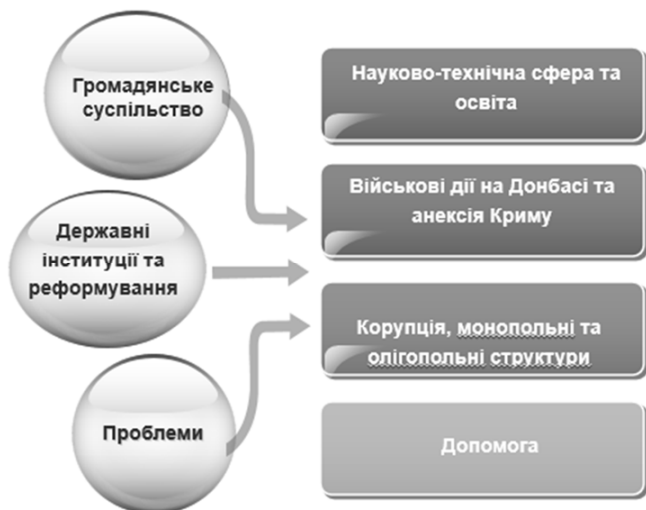 Громадянське
суспільство
Державні
інституції та
реформування
Проблеми
Науково-технічна сфера та
освіта
Військові дії на Донбасі та
анексія Криму
Корупція, монопольні та
олігопольні структури
Допомога